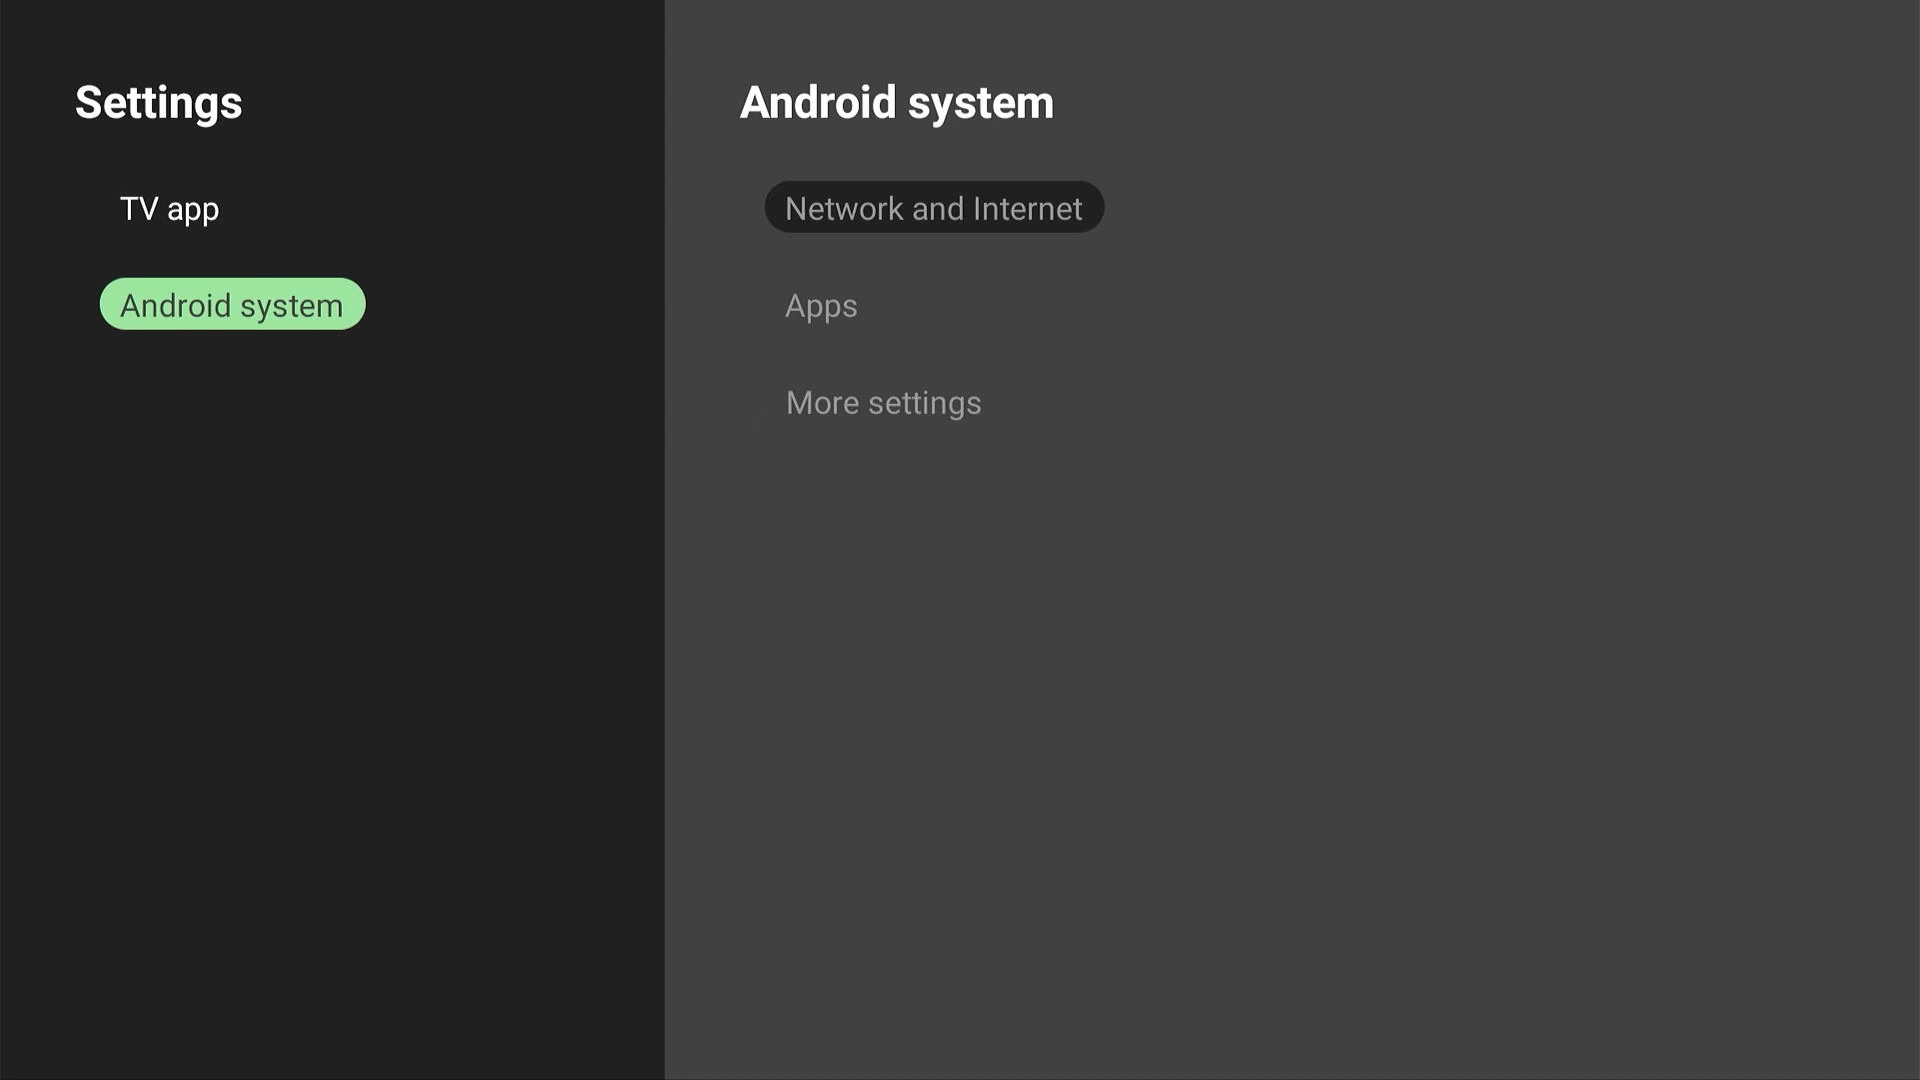 Settings
TV app
Android system
Android system
Network and Internet
Apps
More settings